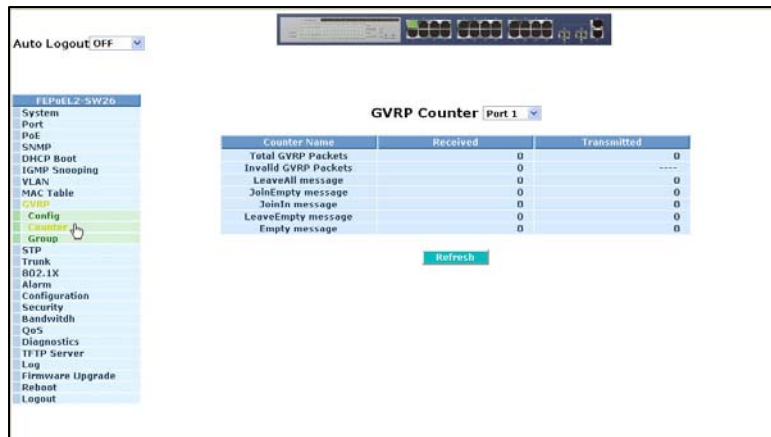 Auto Logout OFF
FEPoEL2-SW26
System
Port
PoE
SNMP
DHCP Boot
IGMP Snooping
VLAN
MAC Table
GVRP
Config
Counter
Group
STP
Trunk
802.1X
Alarm
Configuration
Security
Bandwitdh
QoS
Diagnostics
TFTP Server
Log
Firmware Upgrade
Reboot
Logout
GVRP Counter Port 1
Counter Name Received Transmitted
Total GVRP Packets 0 0
Invalid GVRP Packets 0 ----
LeaveAll message 0 0
JoinEmpty message 0 0
JoinIn message 0 0
LeaveEmpty message 0 0
Empty message 0 0
Refresh